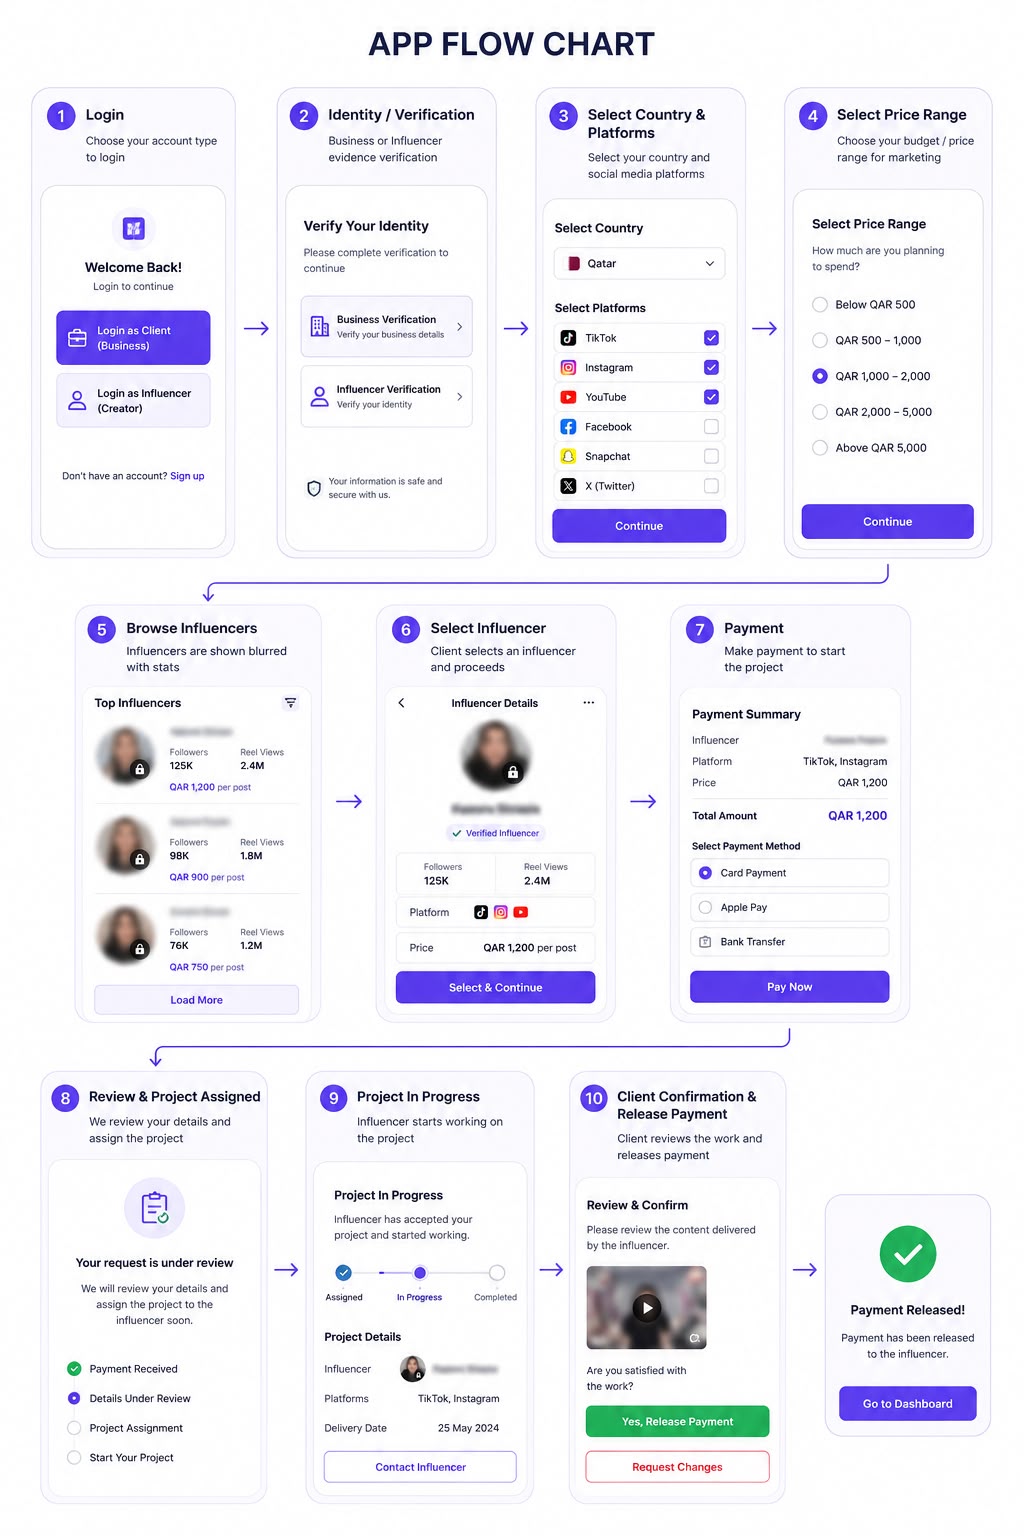 APP FLOW CHART
1
Login
Choose your account type
to login
Welcome Back!
Login to continue
Login as Client
(Business)
Login as Influencer
(Creator)
Don't have an account? Sign up
2
Identity / Verification
Business or Influencer
evidence verification
Verify Your Identity
Please complete verification to
continue
Business Verification
Verify your business details
Influencer Verification
Verify your identity
Your information is safe and
secure with us.
3
Select Country &
Platforms
Select your country and
social media platforms
Select Country
Qatar
Select Platforms
TikTok
Instagram
YouTube
Facebook
Snapchat
X (Twitter)
Continue
4
Select Price Range
Choose your budget / price
range for marketing
Select Price Range
How much are you planning
to spend?
Below QAR 500
QAR 500 – 1,000
QAR 1,000 – 2,000
QAR 2,000 – 5,000
Above QAR 5,000
Continue
5
Browse Influencers
Influencers are shown blurred
with stats
Top Influencers
Followers Reel Views
125K 2.4M
QAR 1,200 per post
Followers Reel Views
98K 1.8M
QAR 900 per post
Followers Reel Views
76K 1.2M
QAR 750 per post
Load More
6
Select Influencer
Client selects an influencer
and proceeds
Influencer Details
Verified Influencer
Followers Reel Views
125K 2.4M
Platform
Price QAR 1,200 per post
Select & Continue
7
Payment
Make payment to start
the project
Payment Summary
Influencer
Platform TikTok, Instagram
Price QAR 1,200
Total Amount QAR 1,200
Select Payment Method
Card Payment
Apple Pay
Bank Transfer
Pay Now
8
Review & Project Assigned
We review your details and
assign the project
Your request is under review
We will review your details and
assign the project to the
influencer soon.
Payment Received
Details Under Review
Project Assignment
Start Your Project
9
Project In Progress
Influencer starts working on
the project
Project In Progress
Influencer has accepted your
project and started working.
Assigned In Progress Completed
Project Details
Influencer
Platforms TikTok, Instagram
Delivery Date 25 May 2024
Contact Influencer
10
Client Confirmation &
Release Payment
Client reviews the work and
releases payment
Review & Confirm
Please review the content delivered
by the influencer.
Are you satisfied with
the work?
Yes, Release Payment
Request Changes
Payment Released!
Payment has been released
to the influencer.
Go to Dashboard